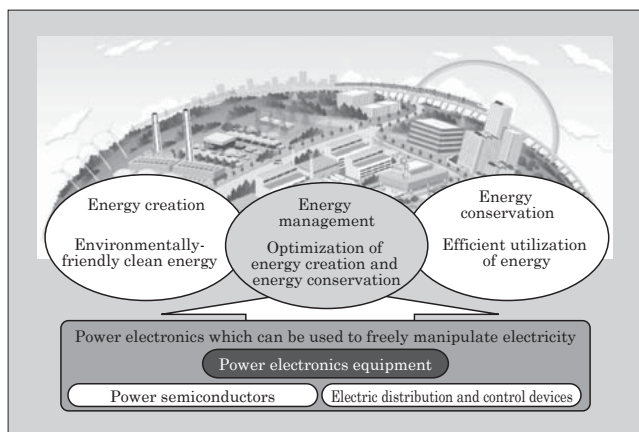 Energy creation
Environmentally-
friendly clean energy
Energy
management
Optimization of
energy creation and
energy conservation
Energy
conservation
Efficient utilization
of energy
Power electronics which can be used to freely manipulate electricity
Power electronics equipment
Power semiconductors
Electric distribution and control devices